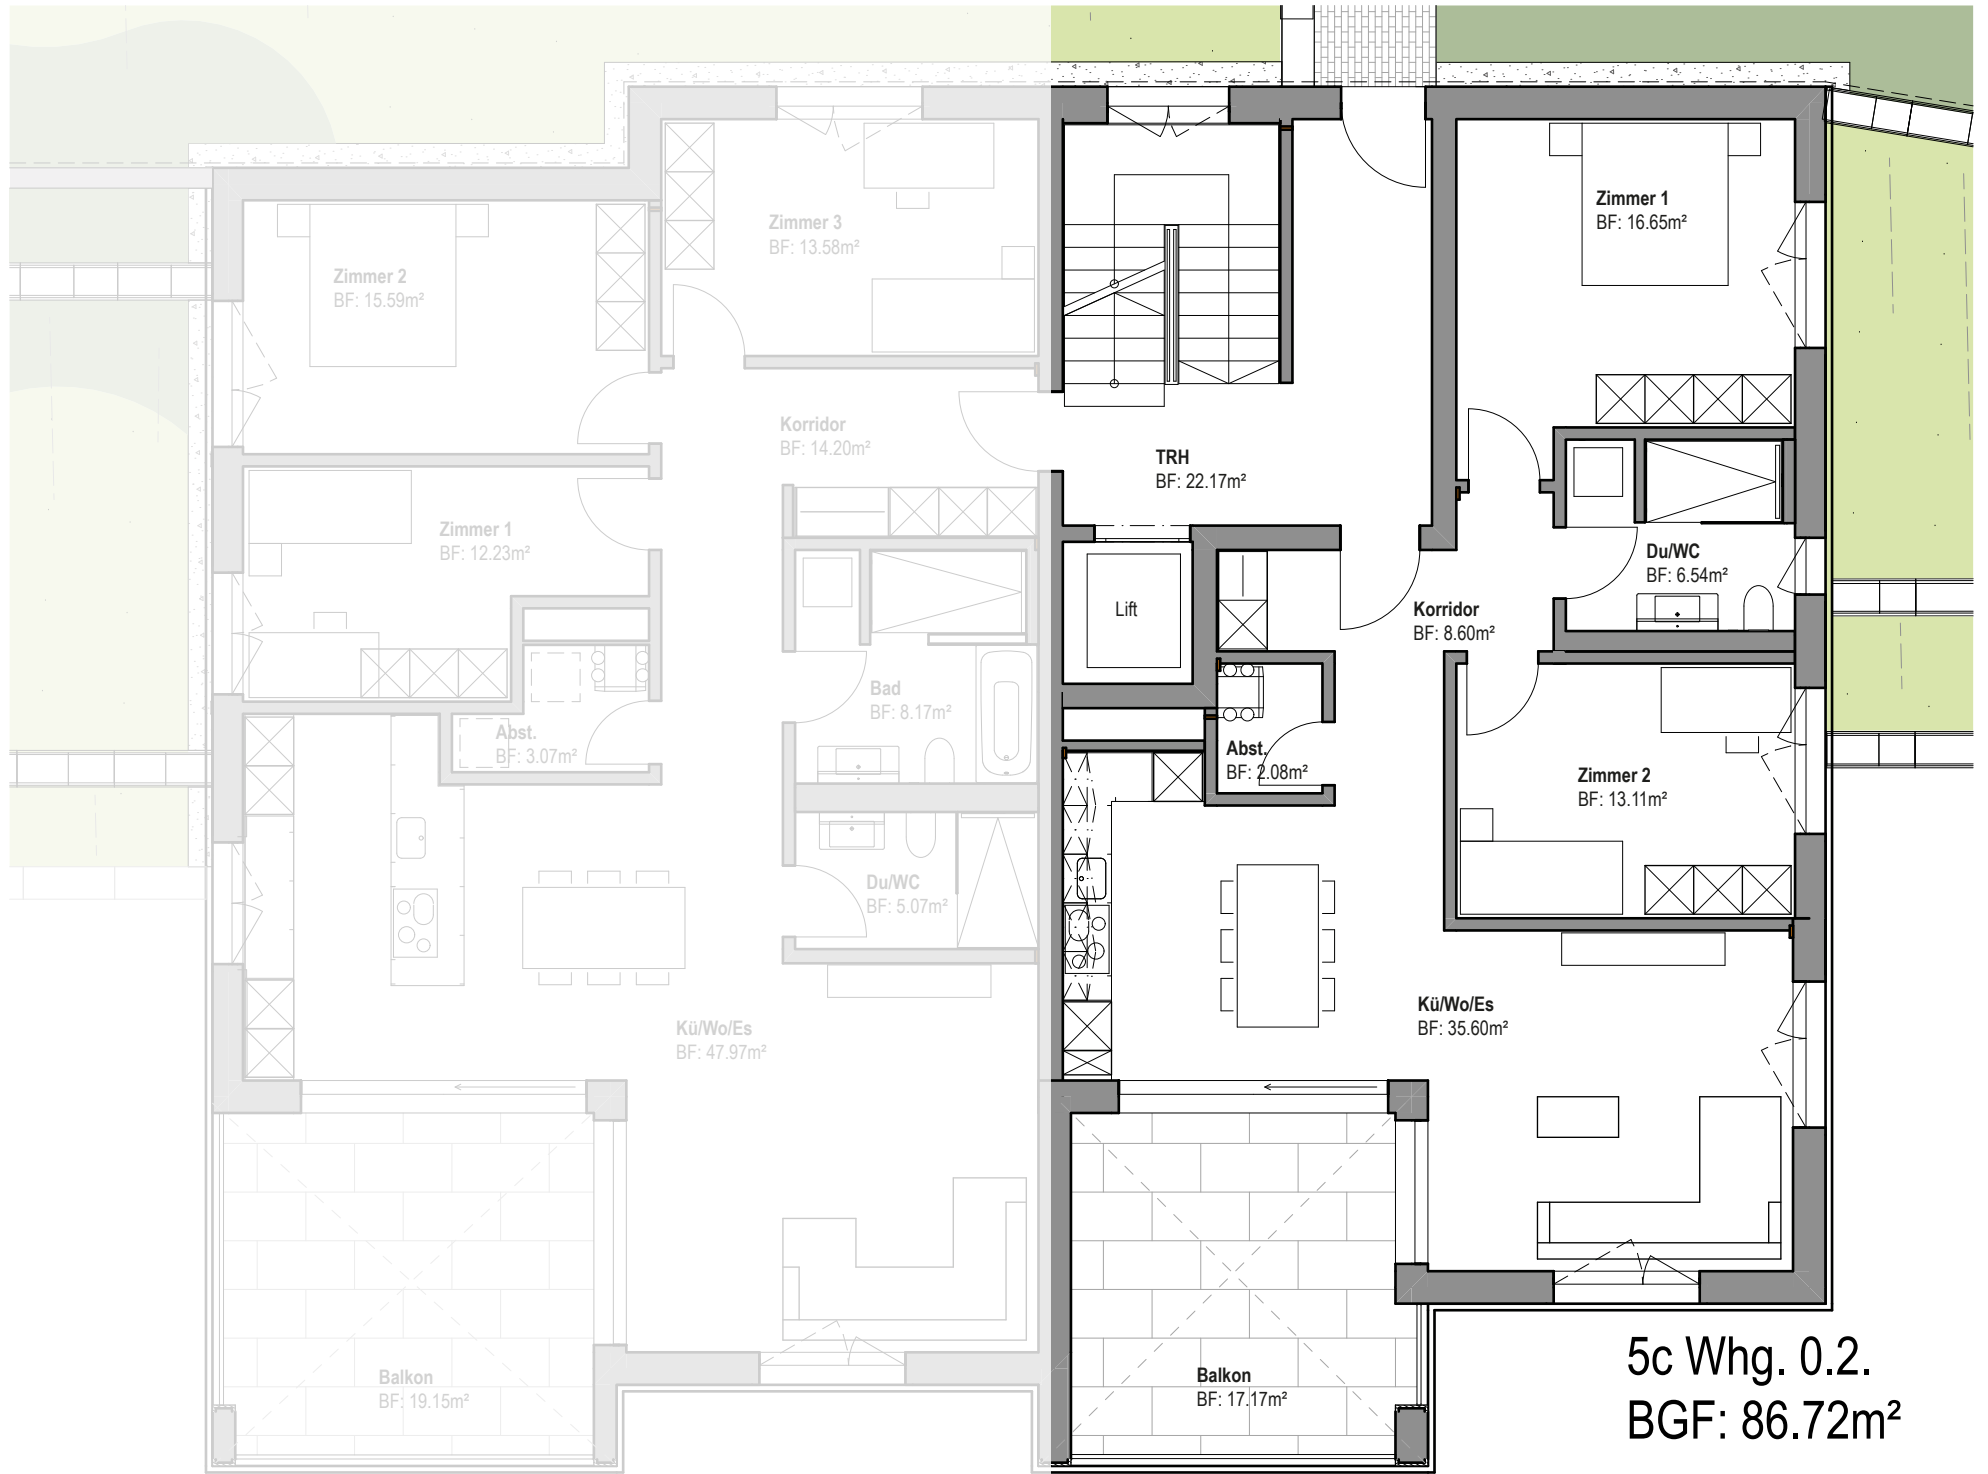 Zimmer 1
BF: 16.65m²
Zimmer 3
BF: 13.58m²
Zimmer 2
BF: 15.59m²
Korridor
BF: 14.20m²
TRH
BF: 22.17m²
Zimmer 1
BF: 12.23m²
Du/WC
BF: 6.54m²
Lift
Korridor
BF: 8.60m²
Bad
BF: 8.17m²
Abst.
BF: 3.07m²
Abst.
BF: 2.08m²
Zimmer 2
BF: 13.11m²
Du/WC
BF: 5.07m²
Kü/Wo/Es
BF: 35.60m²
Kü/Wo/Es
BF: 47.97m²
Balkon
BF: 19.15m²
Balkon
BF: 17.17m²
5c Whg. 0.2.
BGF: 86.72m²